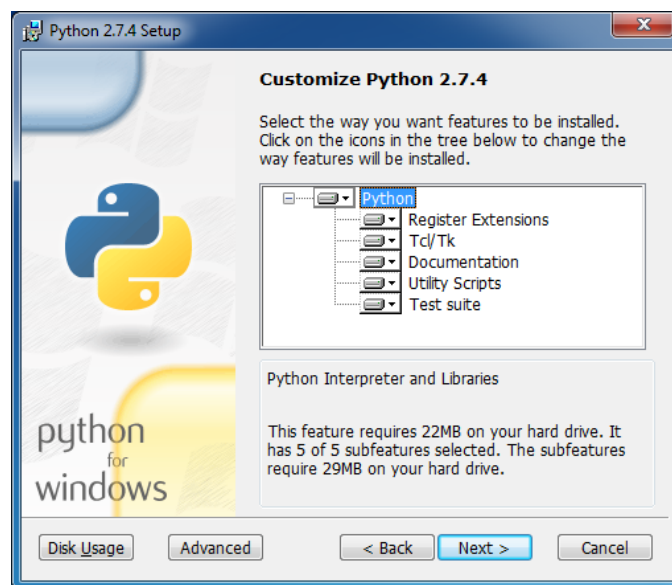 Python 2.7.4 Setup
Customize Python 2.7.4
Select the way you want features to be installed.
Click on the icons in the tree below to change the
way features will be installed.
Python
Register Extensions
Tcl/Tk
Documentation
Utility Scripts
Test suite
Python Interpreter and Libraries
This feature requires 22MB on your hard drive. It
has 5 of 5 subfeatures selected. The subfeatures
require 29MB on your hard drive.
python
for
windows
Disk Usage
Advanced
< Back
Next >
Cancel